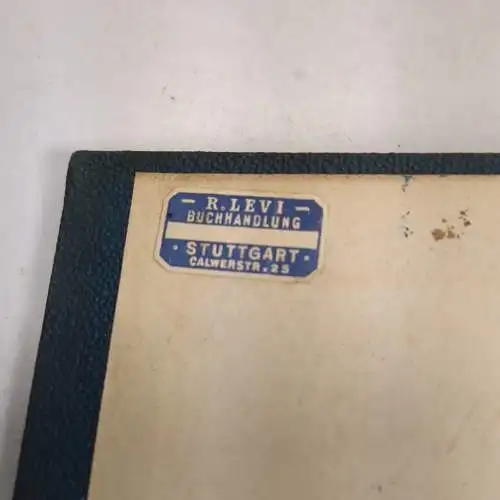 – R. LEVI –
BUCHHANDLUNG
· STUTTGART ·
CALWERSTR. 25